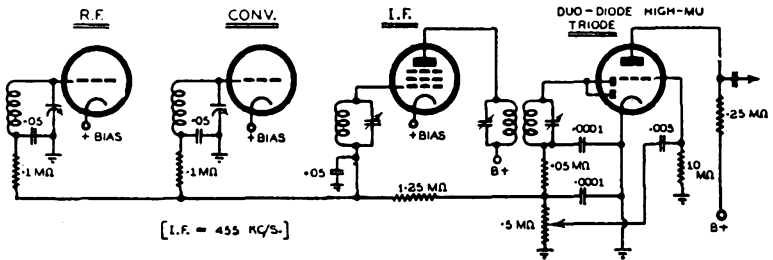 R.F.
CONV.
I.F.
DUO-DIODE HIGH-MU
TRIODE
.05
+BIAS
.1 MΩ
.05
+BIAS
.1 MΩ
+BIAS
.05
B+
1.25 MΩ
.0001
.05 MΩ
.0001
.5 MΩ
.005
10
MΩ
.25 MΩ
B+
[I.F. = 455 KC/S.]